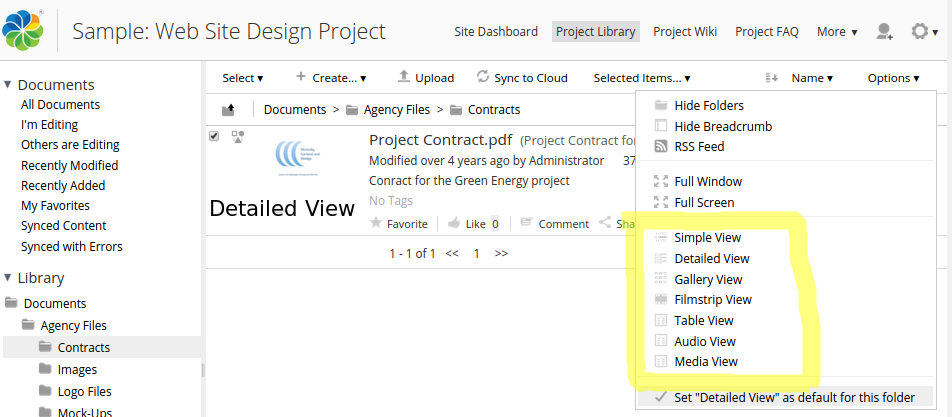 Sample: Web Site Design Project
Site Dashboard Project Library Project Wiki Project FAQ More
Documents
All Documents
I'm Editing
Others are Editing
Recently Modified
Recently Added
My Favorites
Synced Content
Synced with Errors
Library
Documents
Agency Files
Contracts
Images
Logo Files
Mock-Ups
Select Create... Upload Sync to Cloud Selected Items... Name Options
Documents > Agency Files > Contracts
Project Contract.pdf (Project Contract for
Modified over 4 years ago by Administrator 37
Conract for the Green Energy project
No Tags
Detailed View
Favorite Like 0 Comment Sha
1 - 1 of 1 << 1 >>
Hide Folders
Hide Breadcrumb
RSS Feed
Full Window
Full Screen
Simple View
Detailed View
Gallery View
Filmstrip View
Table View
Audio View
Media View
Set "Detailed View" as default for this folder